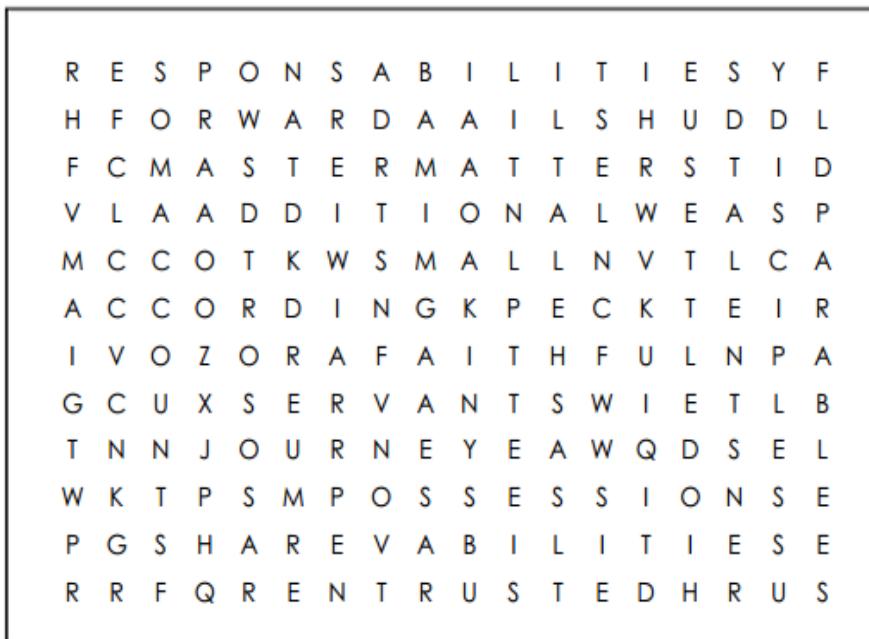 R E S P O N S A B I L I T I E S Y F
H F O R W A R D A A I L S H U D D L
F C M A S T E R M A T T E R S T I D
V L A A D D I T I O N A L W E A S P
M C C O T K W S M A L L N V T L C A
A C C O R D I N G K P E C K T E I R
I V O Z O R A F A I T H F U L N P A
G C U X S E R V A N T S W I E T L B
T N N J O U R N E Y E A W Q D S E L
W K T P S M P O S S E S S I O N S E
P G S H A R E V A B I L I T I E S E
R R F Q R E N T R U S T E D H R U S